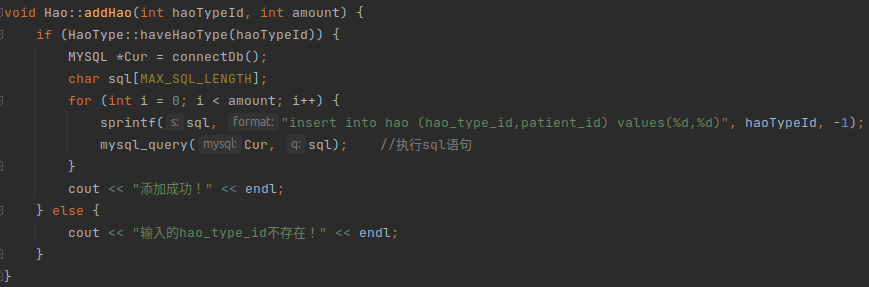 void Hao::addHao(int haoTypeId, int amount) {
    if (HaoType::haveHaoType(haoTypeId)) {
        MYSQL *Cur = connectDb();
        char sql[MAX_SQL_LENGTH];
        for (int i = 0; i < amount; i++) {
            sprintf( s: sql, format: "insert into hao (hao_type_id,patient_id) values(%d,%d)", haoTypeId, -1);
            mysql_query( mysql: Cur, q: sql);    //执行sql语句
        }
        cout << "添加成功！" << endl;
    } else {
        cout << "输入的hao_type_id不存在！" << endl;
    }
}